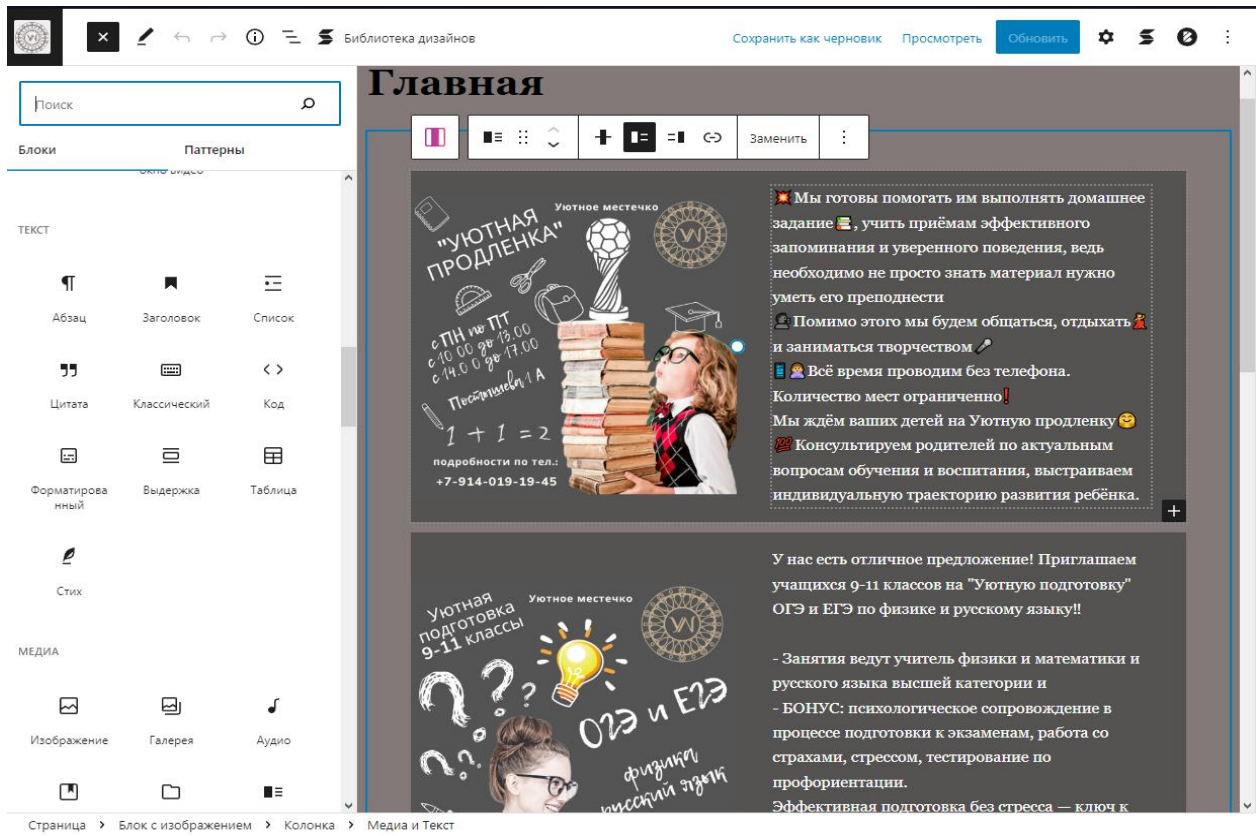 Библиотека дизайнов
Сохранить как черновик
Просмотреть
Обновить
Поиск
Блоки
Паттерны
окно видео
ТЕКСТ
Абзац
Заголовок
Список
Цитата
Классический
Код
Форматирова
нный
Выдержка
Таблица
Стих
МЕДИА
Изображение
Галерея
Аудио
Главная
Заменить
"УЮТНАЯ
ПРОДЛЕНКА"
Уютное местечко
с ПН по ПТ
с 10.00 до 13.00
с 14.00 до 17.00
Постышева 1 А
1 + 1 = 2
подробности по тел.:
+7-914-019-19-45
💥 Мы готовы помогать им выполнять домашнее
задание📚, учить приёмам эффективного
запоминания и уверенного поведения, ведь
необходимо не просто знать материал нужно
уметь его преподнести
Помимо этого мы будем общаться, отдыхать💃
и заниматься творчеством🎤
📱🙅 Всё время проводим без телефона.
Количество мест ограниченно❗
Мы ждём ваших детей на Уютную продленку🤗
💯 Консультируем родителей по актуальным
вопросам обучения и воспитания, выстраиваем
индивидуальную траекторию развития ребёнка.
Уютная
подготовка
9-11 классы
Уютное местечко
ОГЭ и ЕГЭ
физика
русский язык
У нас есть отличное предложение! Приглашаем
учащихся 9-11 классов на "Уютную подготовку"
ОГЭ и ЕГЭ по физике и русскому языку!!
- Занятия ведут учитель физики и математики и
русского языка высшей категории и
- БОНУС: психологическое сопровождение в
процессе подготовки к экзаменам, работа со
страхами, стрессом, тестирование по
профориентации.
Эффективная подготовка без стресса — ключ к
Страница > Блок с изображением > Колонка > Медиа и Текст